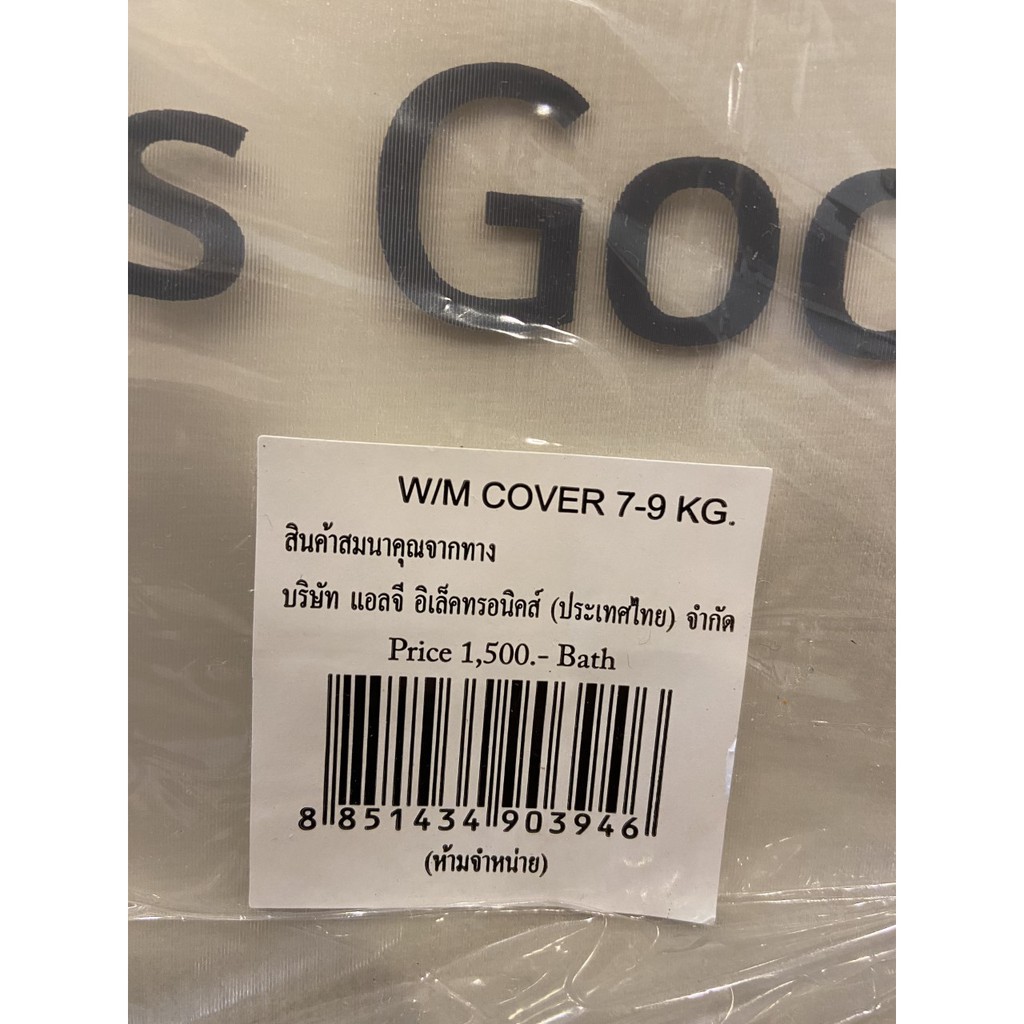 s Goo
W/M COVER 7-9 KG.
สินค้าสมนาคุณจากทาง
บริษัท แอลจี อิเล็คทรอนิคส์ (ประเทศไทย) จำกัด
Price 1,500.- Bath
8 851434 903946
(ห้ามจำหน่าย)